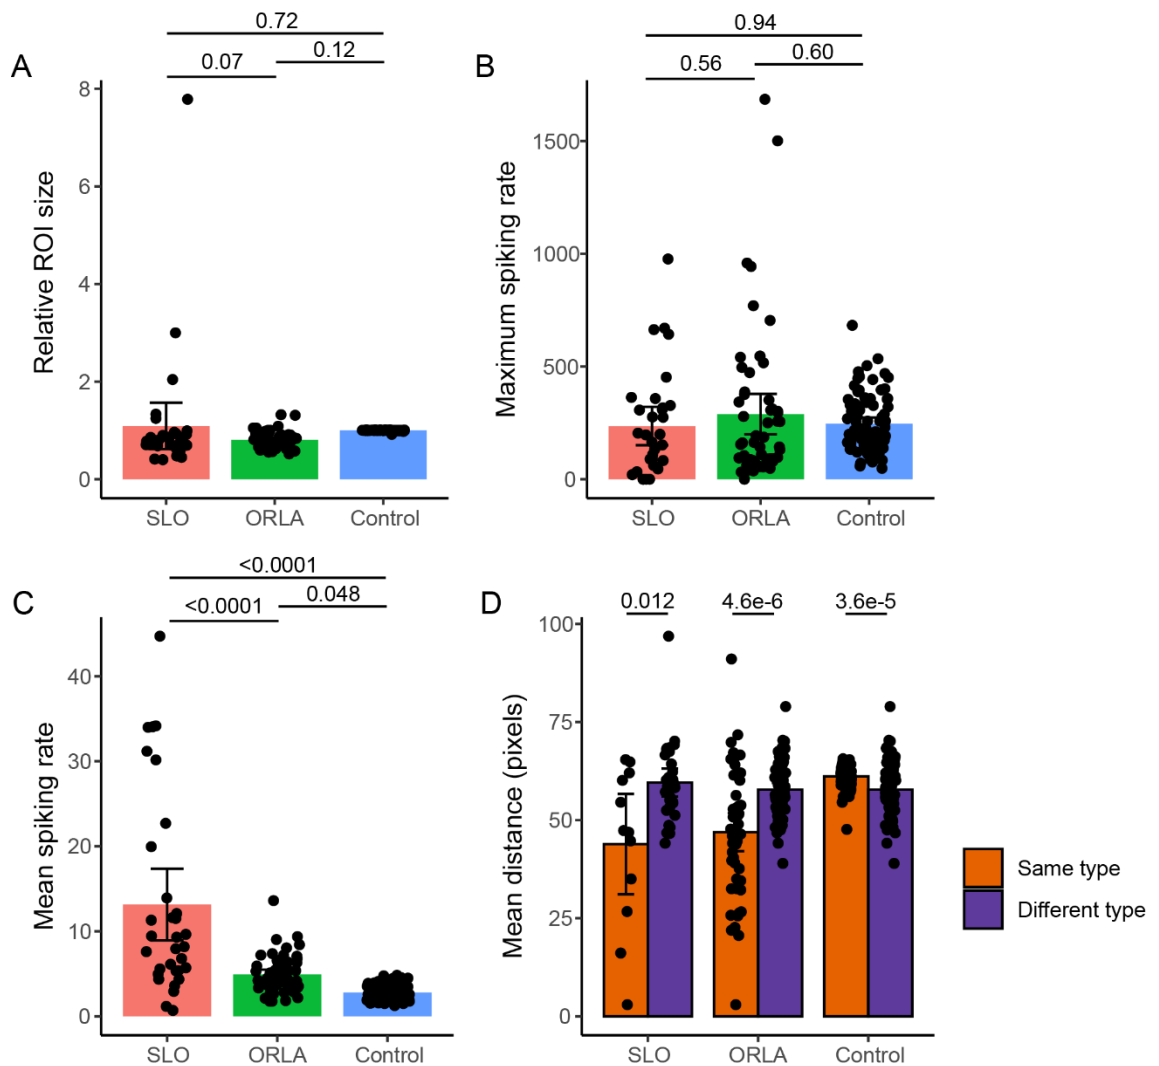 0.72
0.07
0.12
A
Relative ROI size
8
6
4
2
0
SLO
ORLA
Control
0.94
0.56
0.60
B
Maximum spiking rate
1500
1000
500
0
SLO
ORLA
Control
<0.0001
<0.0001
0.048
C
Mean spiking rate
40
30
20
10
0
SLO
ORLA
Control
0.012
4.6e-6
3.6e-5
D
Mean distance (pixels)
100
75
50
25
0
SLO
ORLA
Control
Same type
Different type